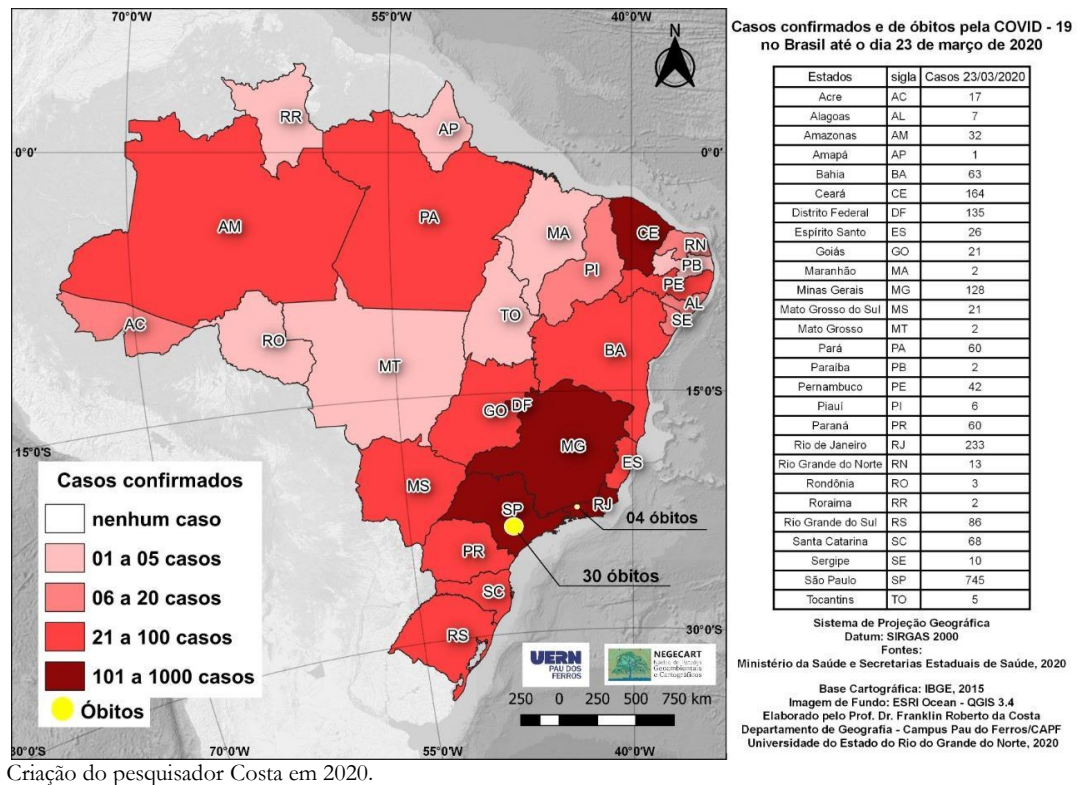 70°0'W
55°0'W
40°0'W
N
RR
AP
0°0'
0°0'
AM
PA
MA
CE
RN
PB
PI
PE
AL
SE
AC
RO
TO
BA
MT
15°0'S
GO
DF
15°0'S
MG
ES
MS
SP
RJ
04 óbitos
PR
30 óbitos
SC
RS
30°0'S
Casos confirmados
nenhum caso
01 a 05 casos
06 a 20 casos
21 a 100 casos
101 a 1000 casos
Óbitos
UERN
PAU DOS
FERROS
NEGECART
Núcleo de Estudos
Geoambientais
e Cartográficos
250 0 250 500 750 km
30°0'S
70°0'W
55°0'W
40°0'W
Casos confirmados e de óbitos pela COVID - 19
no Brasil até o dia 23 de março de 2020
Estados sigla Casos 23/03/2020
Acre AC 17
Alagoas AL 7
Amazonas AM 32
Amapá AP 1
Bahia BA 63
Ceará CE 164
Distrito Federal DF 135
Espírito Santo ES 26
Goiás GO 21
Maranhão MA 2
Minas Gerais MG 128
Mato Grosso do Sul MS 21
Mato Grosso MT 2
Pará PA 60
Paraíba PB 2
Pernambuco PE 42
Piauí PI 6
Paraná PR 60
Rio de Janeiro RJ 233
Rio Grande do Norte RN 13
Rondônia RO 3
Roraima RR 2
Rio Grande do Sul RS 86
Santa Catarina SC 68
Sergipe SE 10
São Paulo SP 745
Tocantins TO 5
Sistema de Projeção Geográfica
Datum: SIRGAS 2000
Fontes:
Ministério da Saúde e Secretarias Estaduais de Saúde, 2020
Base Cartográfica: IBGE, 2015
Imagem de Fundo: ESRI Ocean - QGIS 3.4
Elaborado pelo Prof. Dr. Franklin Roberto da Costa
Departamento de Geografia - Campus Pau do Ferros/CAPF
Universidade do Estado do Rio do Grande do Norte, 2020
Criação do pesquisador Costa em 2020.